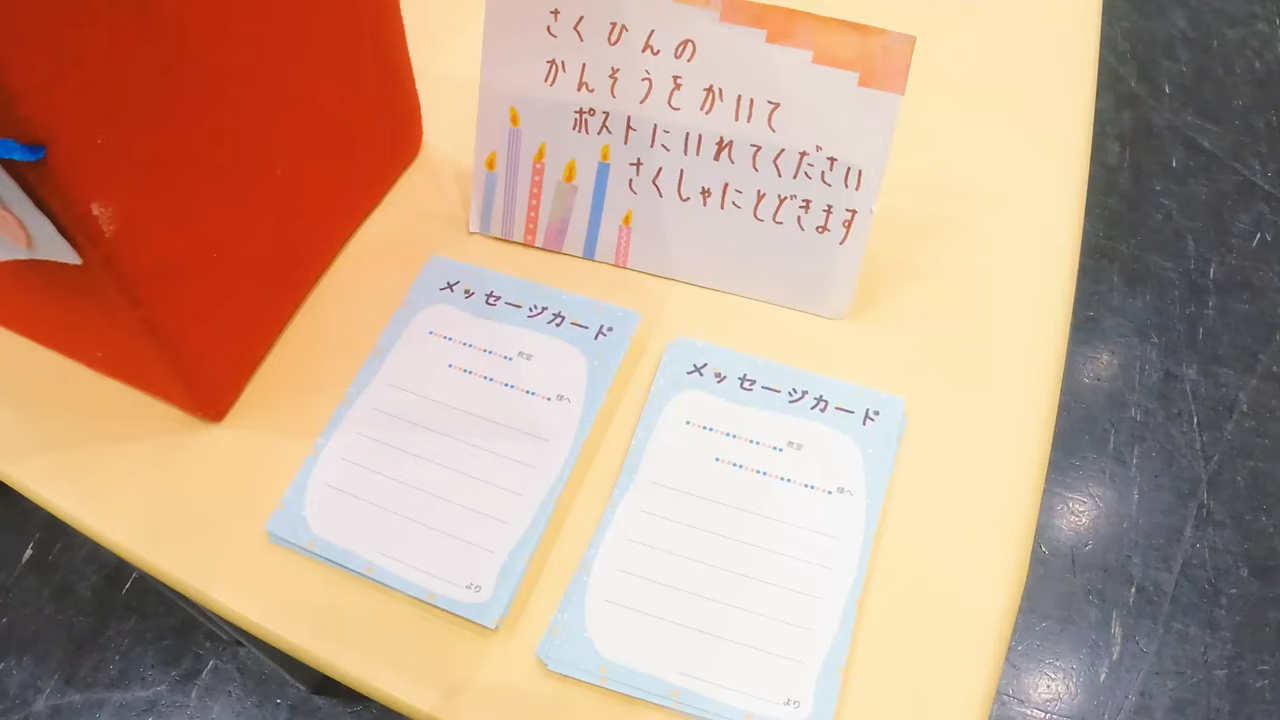 さくひんの
かんそうをかいて
ポストにいれてください
さくしゃにとどきます
メッセージカード
教室
様へ
より
メッセージカード
教室
様へ
より